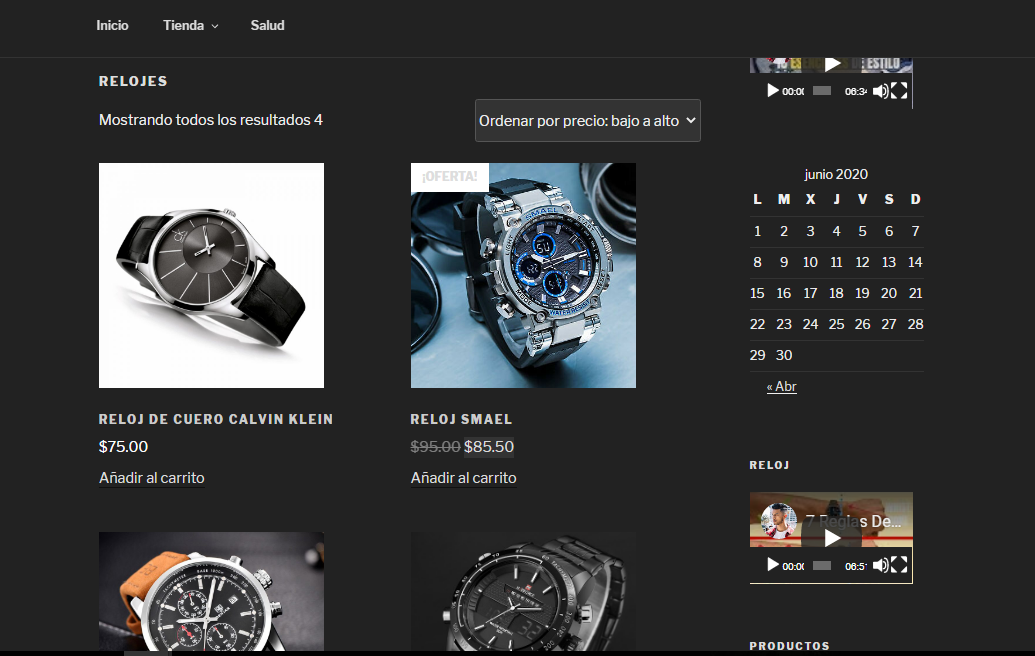 Inicio Tienda Salud
RELOJES
Mostrando todos los resultados 4
Ordenar por precio: bajo a alto
¡OFERTA!
SMAEL
RELOJ DE CUERO CALVIN KLEIN
$75.00
Añadir al carrito
RELOJ SMAEL
$95.00 $85.50
Añadir al carrito
DE ESTILO
00:00 06:34
junio 2020
L M X J V S D
1 2 3 4 5 6 7
8 9 10 11 12 13 14
15 16 17 18 19 20 21
22 23 24 25 26 27 28
29 30
« Abr
RELOJ
7 Reglas De...
00:00 06:51
PRODUCTOS